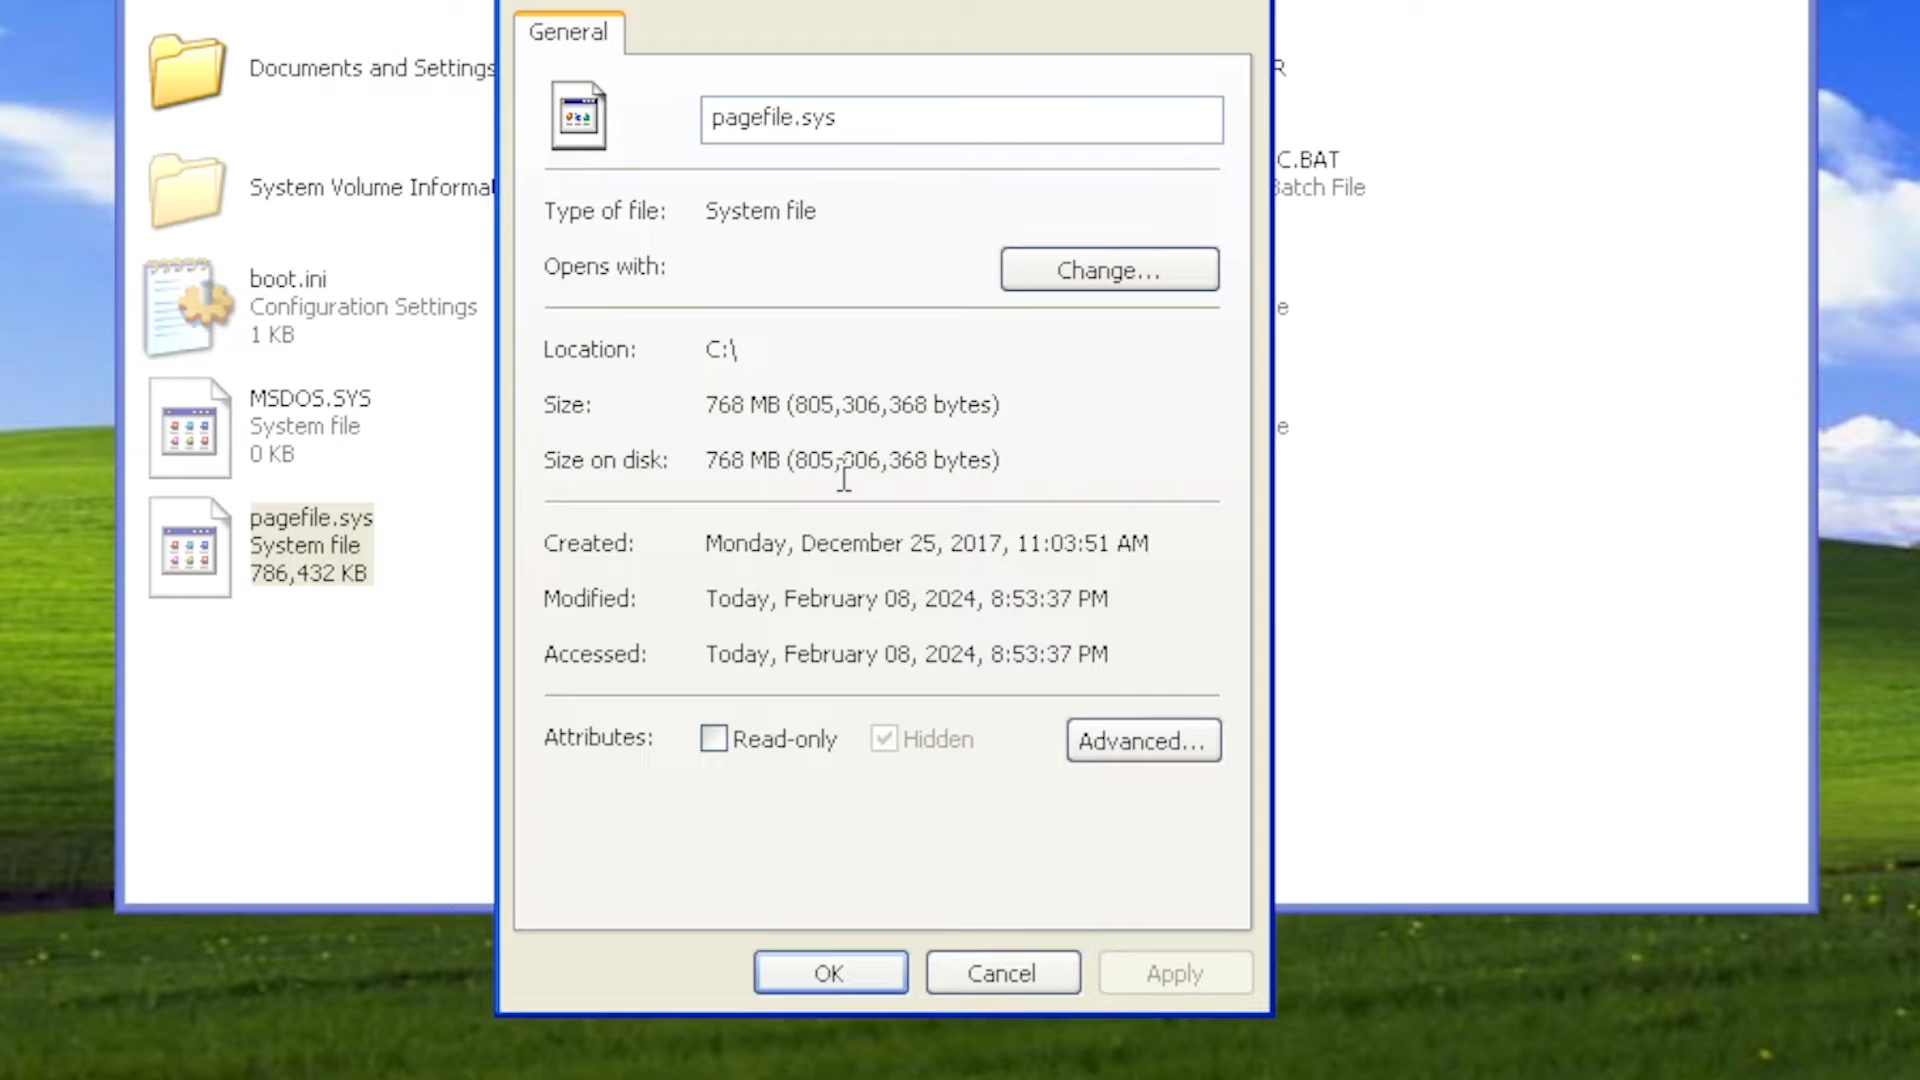 Documents and Settings
System Volume Informat
boot.ini
Configuration Settings
1 KB
MSDOS.SYS
System file
0 KB
pagefile.sys
System file
786,432 KB
General
pagefile.sys
Type of file: System file
Opens with: Change...
Location: C:\
Size: 768 MB (805,306,368 bytes)
Size on disk: 768 MB (805,306,368 bytes)
Created: Monday, December 25, 2017, 11:03:51 AM
Modified: Today, February 08, 2024, 8:53:37 PM
Accessed: Today, February 08, 2024, 8:53:37 PM
Attributes: Read-only Hidden Advanced...
OK Cancel Apply
R
C.BAT
Batch File
e
e